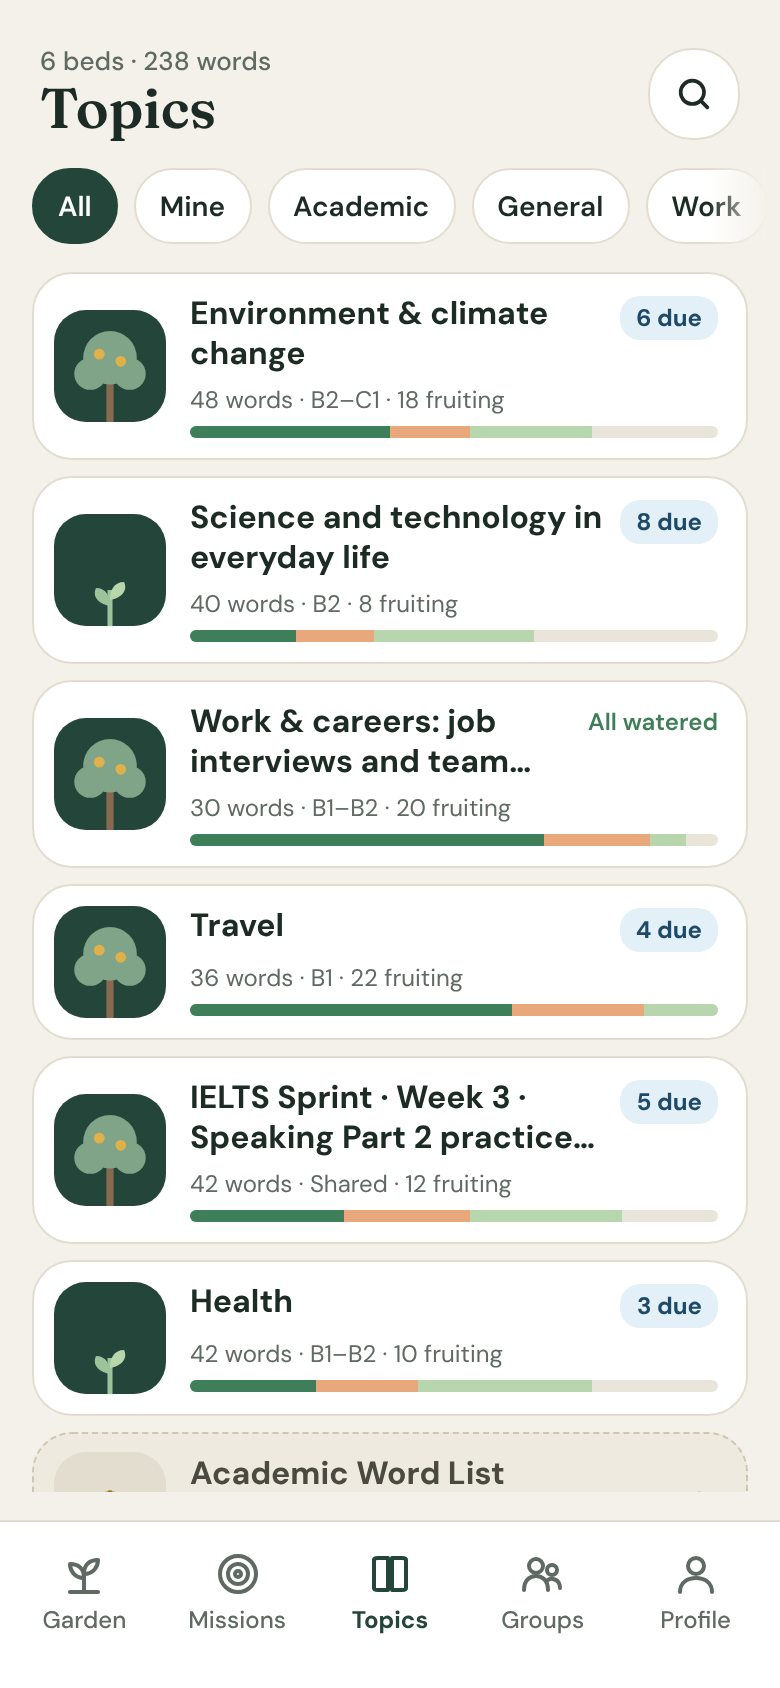 6 beds · 238 words
Topics
All
Mine
Academic
General
Work
Environment & climate
change
6 due
48 words · B2–C1 · 18 fruiting
Science and technology in
everyday life
8 due
40 words · B2 · 8 fruiting
Work & careers: job
interviews and team...
All watered
30 words · B1–B2 · 20 fruiting
Travel
4 due
36 words · B1 · 22 fruiting
IELTS Sprint · Week 3 ·
Speaking Part 2 practice...
5 due
42 words · Shared · 12 fruiting
Health
3 due
42 words · B1–B2 · 10 fruiting
Academic Word List
Garden
Missions
Topics
Groups
Profile